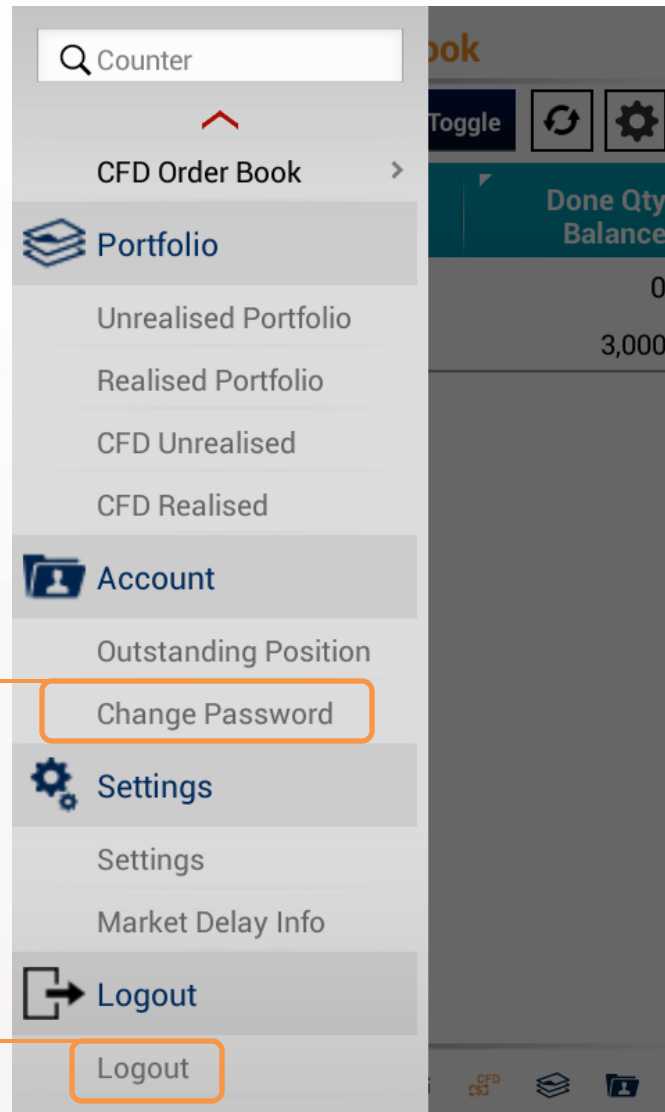 Counter
ook
Toggle
CFD Order Book
Done Qty
Balance
Portfolio
0
Unrealised Portfolio
3,000
Realised Portfolio
CFD Unrealised
CFD Realised
Account
Outstanding Position
Change Password
Settings
Settings
Market Delay Info
Logout
Logout
CFD